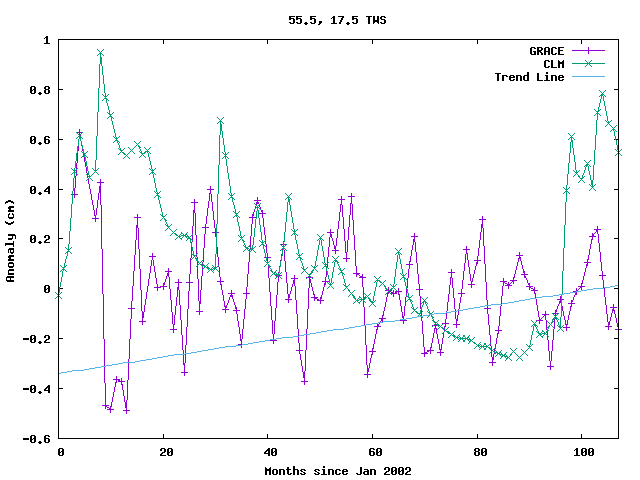 55.5, 17.5 TWS
GRACE
CLM
Trend Line
1
0.8
0.6
0.4
0.2
0
-0.2
-0.4
-0.6
Anomaly (cm)
0 20 40 60 80 100
Months since Jan 2002